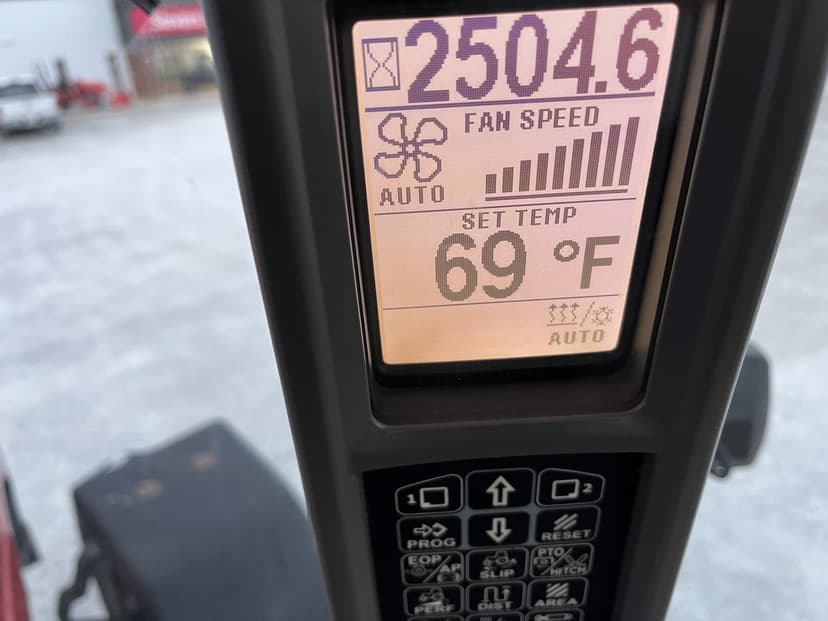 2504.6
FAN SPEED
AUTO
SET TEMP
69 °F
AUTO
1 2
PROG RESET
EOP/AP SLIP PTO/HITCH
PERF DIST AREA